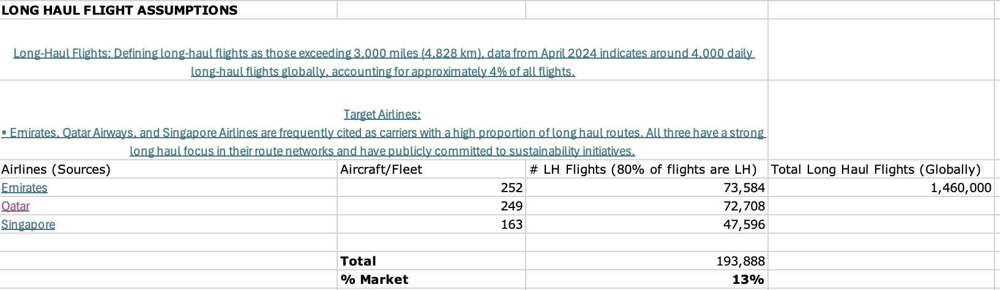 LONG HAUL FLIGHT ASSUMPTIONS
Long-Haul Flights: Defining long-haul flights as those exceeding 3,000 miles (4,828 km), data from April 2024 indicates around 4,000 daily
long-haul flights globally, accounting for approximately 4% of all flights.
Target Airlines:
• Emirates, Qatar Airways, and Singapore Airlines are frequently cited as carriers with a high proportion of long haul routes. All three have a strong
long haul focus in their route networks and have publicly committed to sustainability initiatives.
Airlines (Sources) Aircraft/Fleet # LH Flights (80% of flights are LH) Total Long Haul Flights (Globally)
Emirates 252 73,584 1,460,000
Qatar 249 72,708
Singapore 163 47,596
Total 193,888
% Market 13%